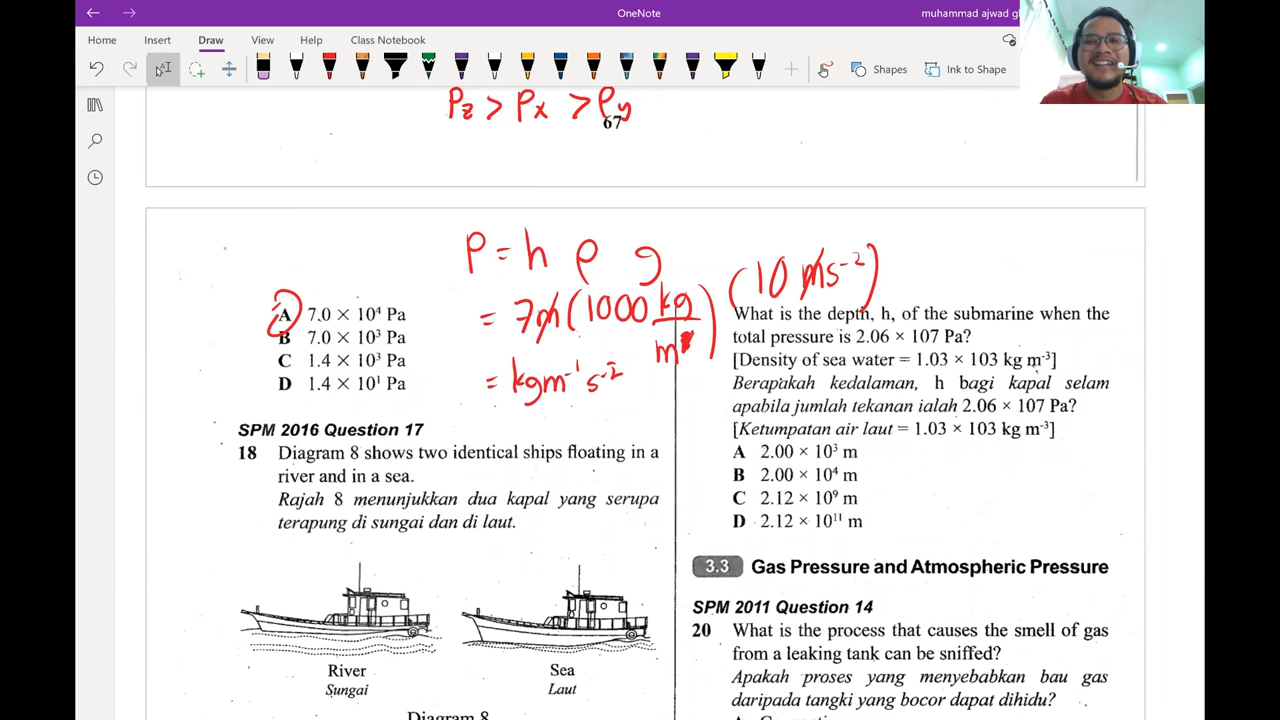 OneNote
muhammad ajwad gh
Home Insert Draw View Help Class Notebook
Shapes
Ink to Shape
Pz > Px > Py
67
P = h ρ g
= 7m (1000 kg/m³) (10 ms⁻²)
= kgm⁻¹ s⁻²
A 7.0 × 10⁴ Pa
B 7.0 × 10³ Pa
C 1.4 × 10³ Pa
D 1.4 × 10¹ Pa
SPM 2016 Question 17
18 Diagram 8 shows two identical ships floating in a
river and in a sea.
Rajah 8 menunjukkan dua kapal yang serupa
terapung di sungai dan di laut.
River
Sungai
Sea
Laut
Diagram 8
What is the depth, h, of the submarine when the
total pressure is 2.06 × 107 Pa?
[Density of sea water = 1.03 × 103 kg m⁻³]
Berapakah kedalaman, h bagi kapal selam
apabila jumlah tekanan ialah 2.06 × 107 Pa?
[Ketumpatan air laut = 1.03 × 103 kg m⁻³]
A 2.00 × 10³ m
B 2.00 × 10⁴ m
C 2.12 × 10⁹ m
D 2.12 × 10¹¹ m
3.3 Gas Pressure and Atmospheric Pressure
SPM 2011 Question 14
20 What is the process that causes the smell of gas
from a leaking tank can be sniffed?
Apakah proses yang menyebabkan bau gas
daripada tangki yang bocor dapat dihidu?